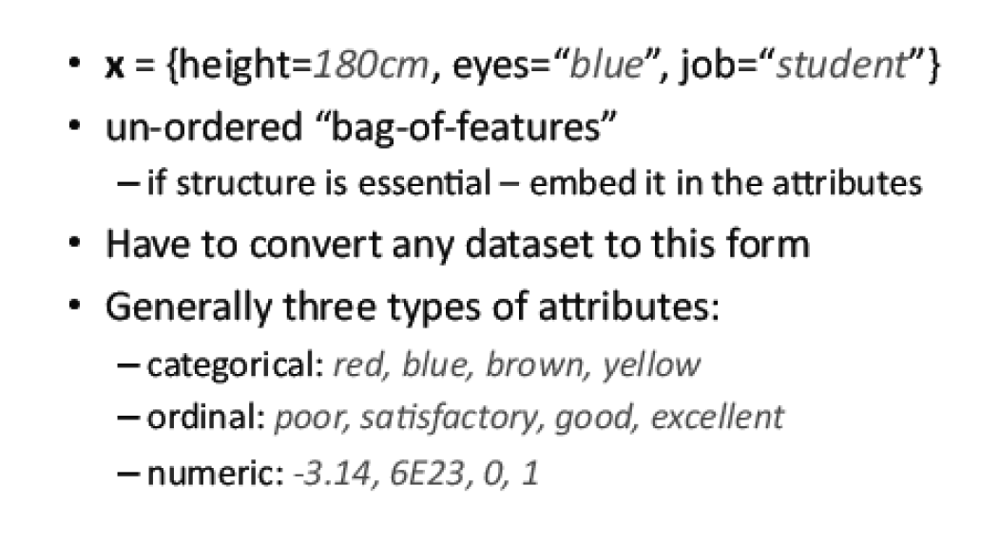 • x = {height=180cm, eyes=“blue”, job=“student”}
• un-ordered “bag-of-features”
– if structure is essential – embed it in the attributes
• Have to convert any dataset to this form
• Generally three types of attributes:
– categorical: red, blue, brown, yellow
– ordinal: poor, satisfactory, good, excellent
– numeric: -3.14, 6E23, 0, 1